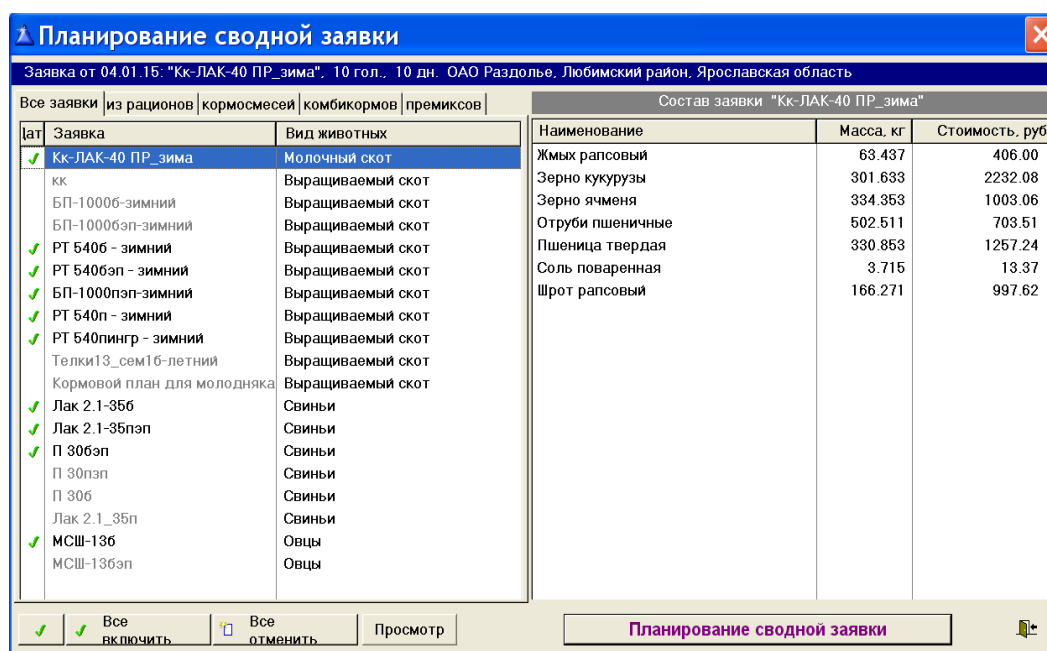 Планирование сводной заявки
Заявка от 04.01.15: "Кк-ЛАК-40 ПР_зима", 10 гол., 10 дн. ОАО Раздолье, Любимский район, Ярославская область
Все заявки из рационов кормосмесей комбикормов премиксов
Состав заявки "Кк-ЛАК-40 ПР_зима"
Заявка Вид животных
Наименование Масса, кг Стоимость, руб
Кк-ЛАК-40 ПР_зима Молочный скот
Жмых рапсовый 63.437 406.00
кк Выращиваемый скот
Зерно кукурузы 301.633 2232.08
БП-1000б-зимний Выращиваемый скот
Зерно ячменя 334.353 1003.06
БП-1000бэп-зимний Выращиваемый скот
Отруби пшеничные 502.511 703.51
РТ 540б - зимний Выращиваемый скот
Пшеница твердая 330.853 1257.24
РТ 540бэп - зимний Выращиваемый скот
Соль поваренная 3.715 13.37
БП-1000пэп-зимний Выращиваемый скот
Шрот рапсовый 166.271 997.62
РТ 540п - зимний Выращиваемый скот
РТ 540пингр - зимний Выращиваемый скот
Телки13_сем1б-летний Выращиваемый скот
Кормовой план для молодняка Выращиваемый скот
Лак 2.1-35б Свиньи
Лак 2.1-35пэп Свиньи
П 30бэп Свиньи
П 30пзп Свиньи
П 30б Свиньи
Лак 2.1_35п Свиньи
МСШ-13б Овцы
МСШ-13бэп Овцы
Все включить
Все отменить
Просмотр
Планирование сводной заявки